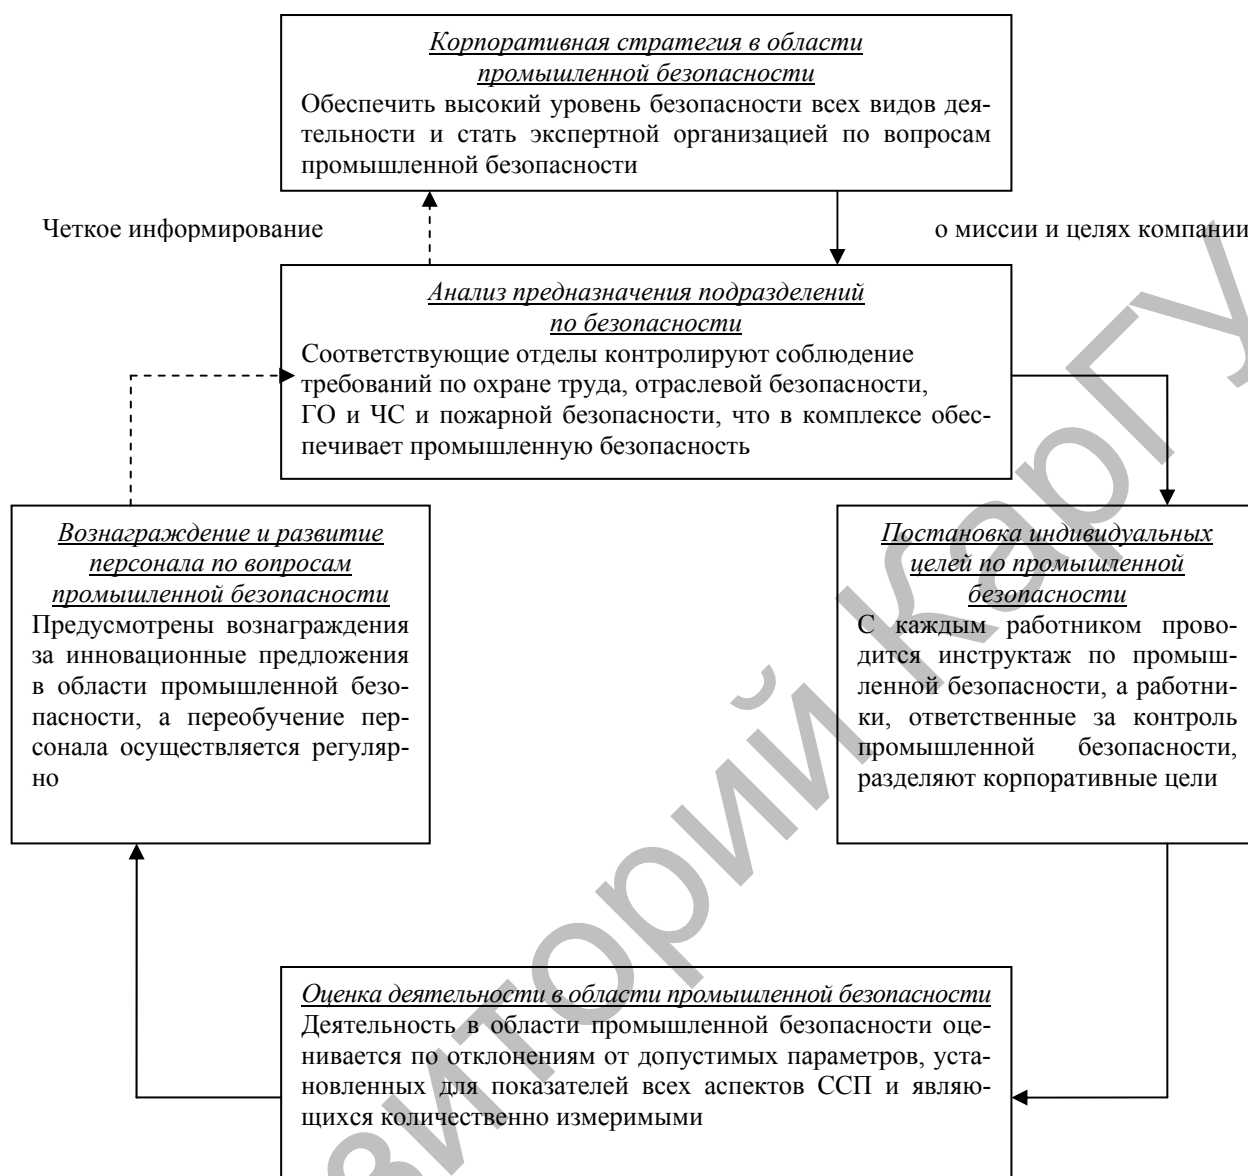 Корпоративная стратегия в области
промышленной безопасности
Обеспечить высокий уровень безопасности всех видов дея-
тельности и стать экспертной организацией по вопросам
промышленной безопасности
Четкое информирование
о миссии и целях компании
Анализ предназначения подразделений
по безопасности
Соответствующие отделы контролируют соблюдение
требований по охране труда, отраслевой безопасности,
ГО и ЧС и пожарной безопасности, что в комплексе обес-
печивает промышленную безопасность
Вознаграждение и развитие
персонала по вопросам
промышленной безопасности
Предусмотрены вознаграждения
за инновационные предложения
в области промышленной безо-
пасности, а переобучение пер-
сонала осуществляется регуляр-
но
Постановка индивидуальных
целей по промышленной
безопасности
С каждым работником прово-
дится инструктаж по промыш-
ленной безопасности, а работни-
ки, ответственные за контроль
промышленной безопасности,
разделяют корпоративные цели
Оценка деятельности в области промышленной безопасности
Деятельность в области промышленной безопасности оце-
нивается по отклонениям от допустимых параметров, уста-
новленных для показателей всех аспектов ССП и являю-
щихся количественно измеримыми
зиторий КарГУ